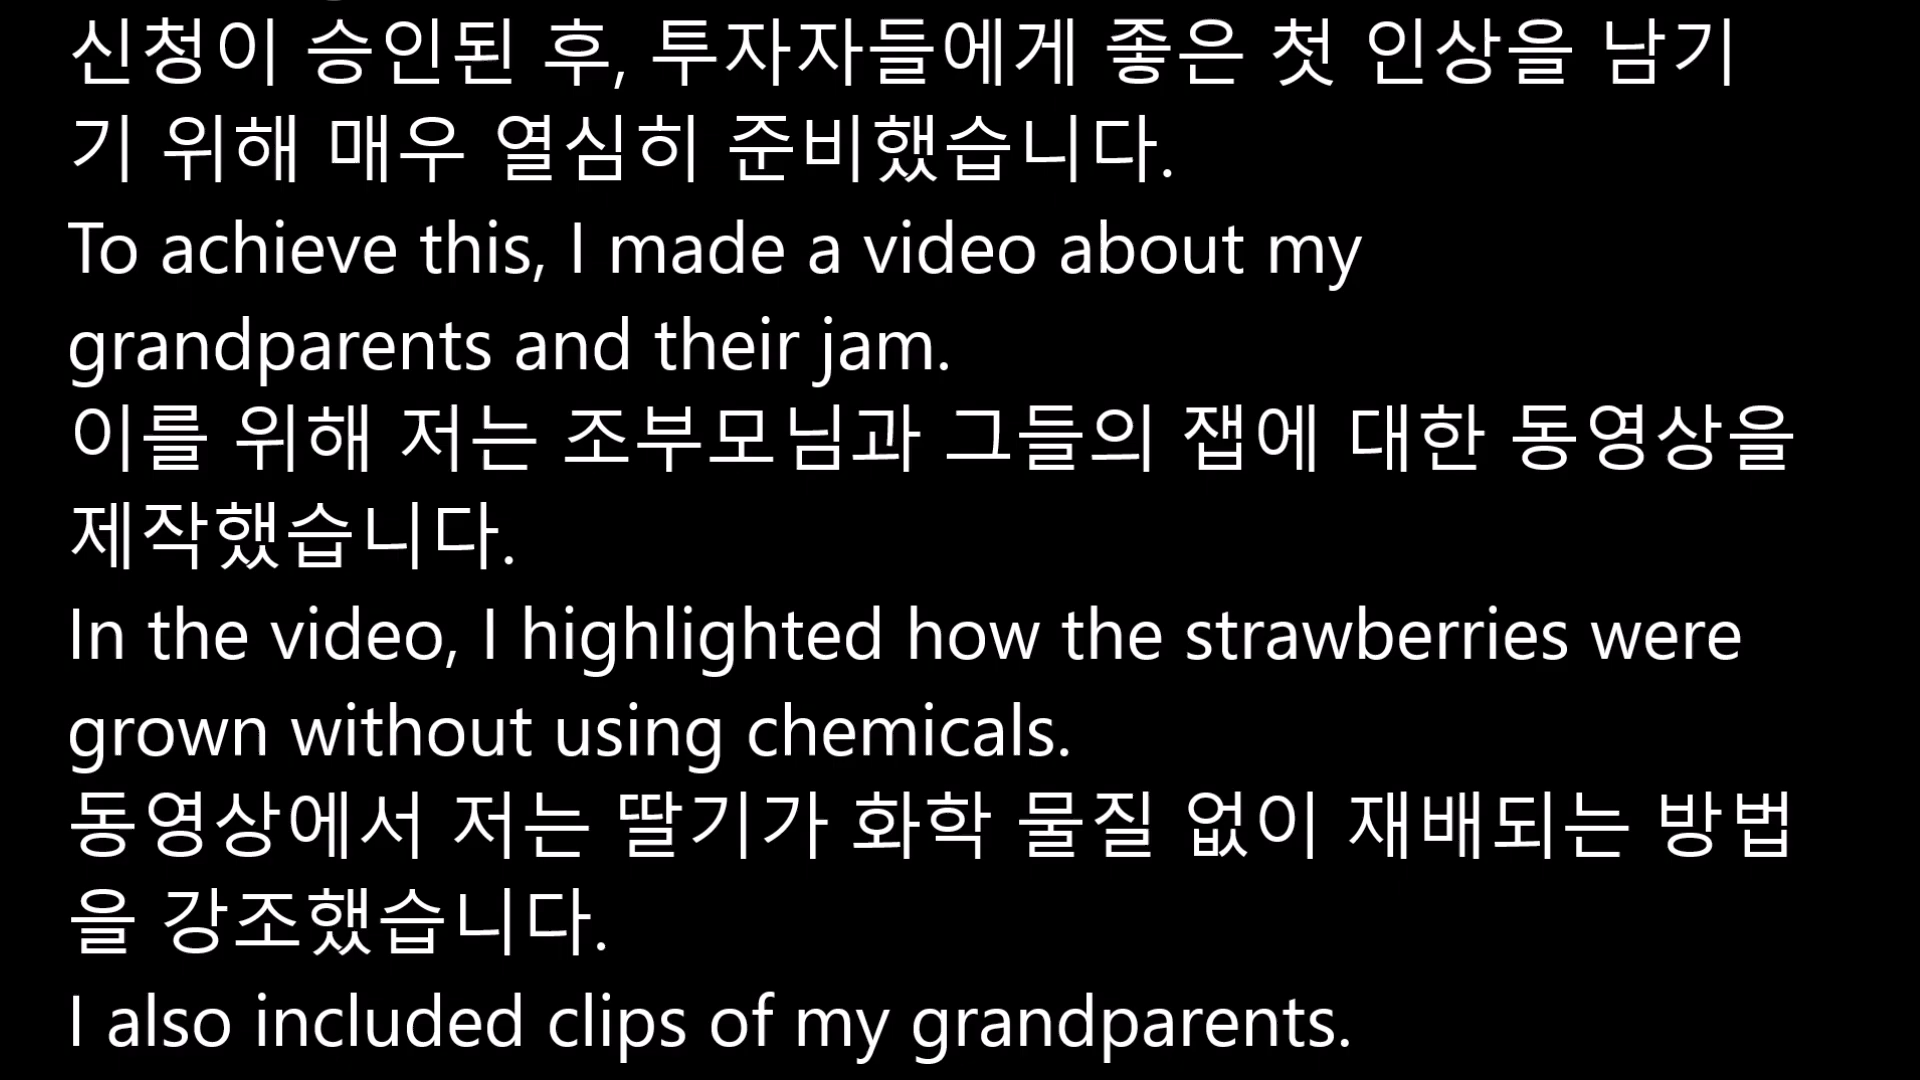 신청이 승인된 후, 투자자들에게 좋은 첫 인상을 남기
기 위해 매우 열심히 준비했습니다.
To achieve this, I made a video about my
grandparents and their jam.
이를 위해 저는 조부모님과 그들의 잽에 대한 동영상을
제작했습니다.
In the video, I highlighted how the strawberries were
grown without using chemicals.
동영상에서 저는 딸기가 화학 물질 없이 재배되는 방법
을 강조했습니다.
I also included clips of my grandparents.